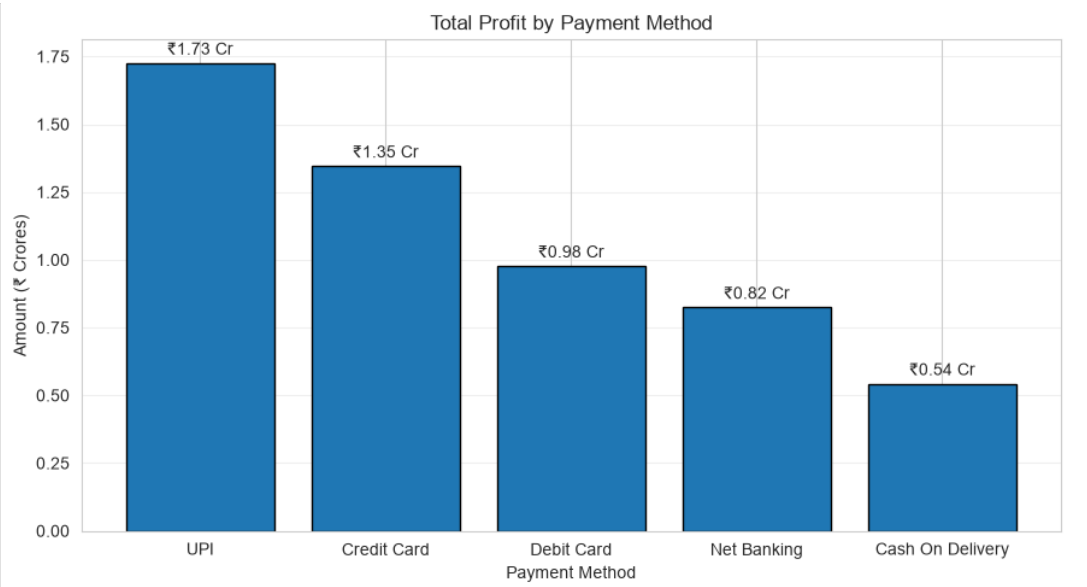 Total Profit by Payment Method
₹1.73 Cr
₹1.35 Cr
₹0.98 Cr
₹0.82 Cr
₹0.54 Cr
Amount (₹ Crores)
1.75
1.50
1.25
1.00
0.75
0.50
0.25
0.00
UPI
Credit Card
Debit Card
Net Banking
Cash On Delivery
Payment Method